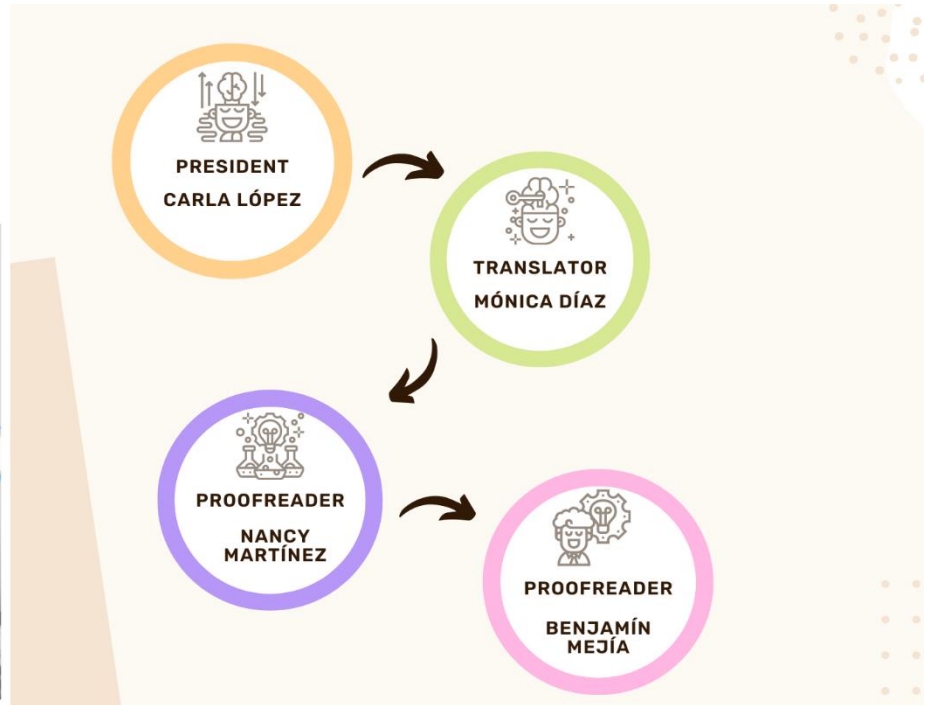 PRESIDENT
CARLA LÓPEZ
TRANSLATOR
MÓNICA DÍAZ
PROOFREADER
NANCY
MARTÍNEZ
PROOFREADER
BENJAMÍN
MEJÍA